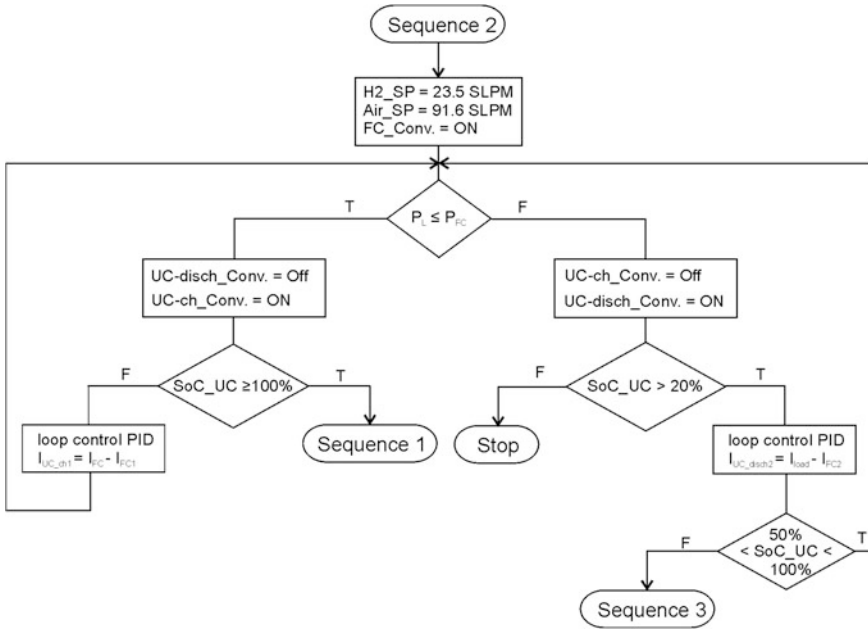 Sequence 2
H2_SP = 23.5 SLPM
Air_SP = 91.6 SLPM
FC_Conv. = ON
T
P_L ≤ P_FC
F
UC-disch_Conv. = Off
UC-ch_Conv. = ON
UC-ch_Conv. = Off
UC-disch_Conv. = ON
F
SoC_UC ≥100%
T
F
SoC_UC > 20%
T
Sequence 1
Stop
loop control PID
I_UC_ch1 = I_FC - I_FC1
loop control PID
I_UC_disch2 = I_load - I_FC2
F
50%
< SoC_UC <
100%
T
Sequence 3